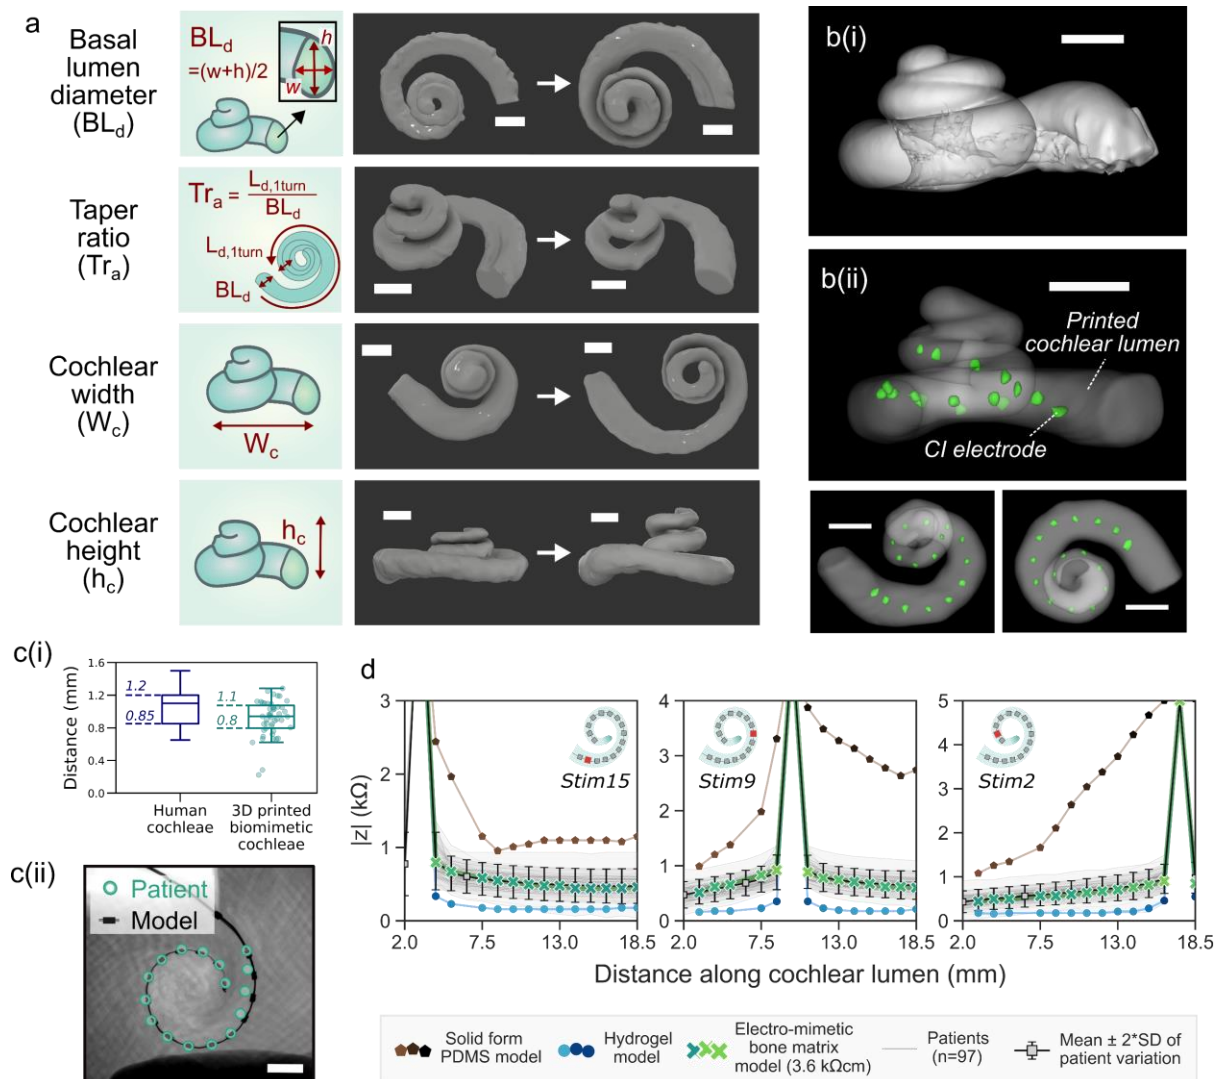 a
Basal
lumen
diameter
(BLd)
BLd
=(w+h)/2
h
w
Taper
ratio
(Tra)
Tra = Ld,1turn
BLd
Ld,1turn
BLd
Cochlear
width
(Wc)
Wc
Cochlear
height
(hc)
hc
b(i)
b(ii)
Printed
cochlear lumen
CI electrode
c(i)
Distance (mm)
1.6
1.2
0.8
0.4
0.0
1.2
0.85
1.1
0.8
Human
cochleae
3D printed
biomimetic
cochleae
c(ii)
Patient
Model
d
|z| (kΩ)
3
2
1
0
Stim15
2.0 7.5 13.0 18.5
4
3
2
1
0
Stim9
2.0 7.5 13.0 18.5
5
4
3
2
1
0
Stim2
2.0 7.5 13.0 18.5
Distance along cochlear lumen (mm)
Solid form
PDMS model
Hydrogel
model
Electro-mimetic
bone matrix
model (3.6 kΩcm)
Patients
(n=97)
Mean ± 2*SD of
patient variation